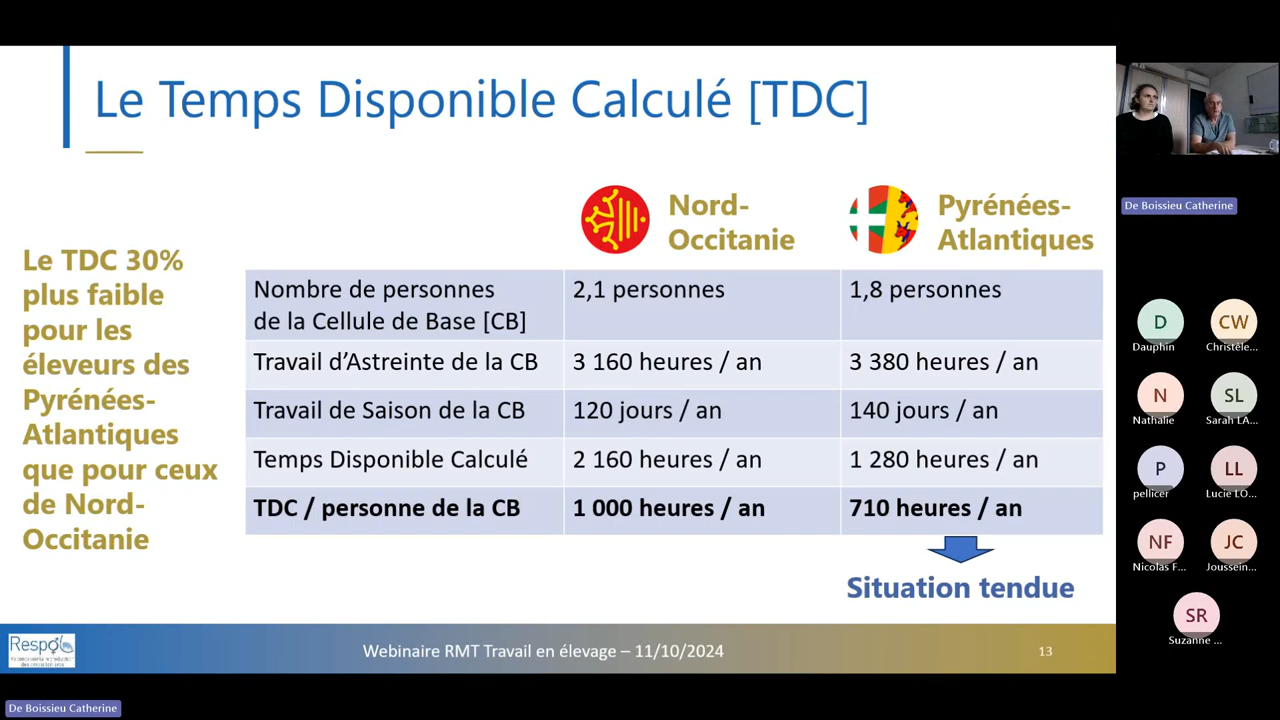 Le Temps Disponible Calculé [TDC]
Nord-
Occitanie
Pyrénées-
Atlantiques
Le TDC 30%
plus faible
pour les
éleveurs des
Pyrénées-
Atlantiques
que pour ceux
de Nord-
Occitanie
Nombre de personnes
de la Cellule de Base [CB]
2,1 personnes
1,8 personnes
Travail d’Astreinte de la CB
3 160 heures / an
3 380 heures / an
Travail de Saison de la CB
120 jours / an
140 jours / an
Temps Disponible Calculé
2 160 heures / an
1 280 heures / an
TDC / personne de la CB
1 000 heures / an
710 heures / an
Situation tendue
Respol
Webinaire RMT Travail en élevage – 11/10/2024
13
De Boissieu Catherine
De Boissieu Catherine
D
Dauphin
CW
Christèle...
N
Nathalie
SL
Sarah LA...
P
pellicer
LL
Lucie LO...
NF
Nicolas F...
JC
Joussein...
SR
Suzanne ...